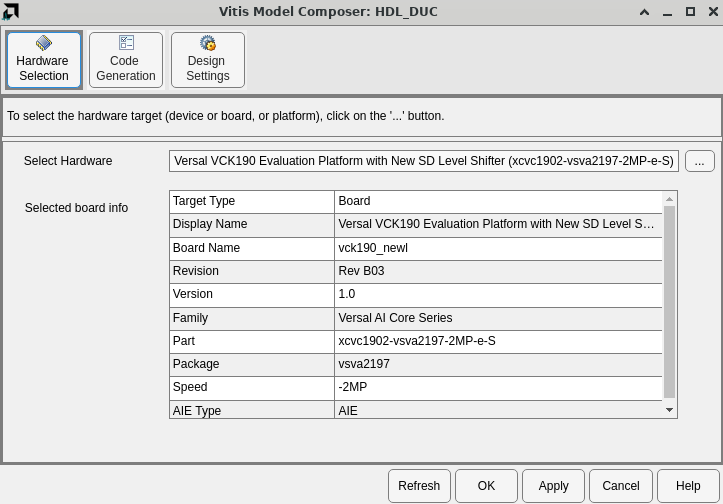 Vitis Model Composer: HDL_DUC
Hardware
Selection
Code
Generation
Design
Settings
To select the hardware target (device or board, or platform), click on the '...' button.
Select Hardware
Versal VCK190 Evaluation Platform with New SD Level Shifter (xcvc1902-vsva2197-2MP-e-S)
...
Selected board info
Target Type Board
Display Name Versal VCK190 Evaluation Platform with New SD Level S...
Board Name vck190_newl
Revision Rev B03
Version 1.0
Family Versal AI Core Series
Part xcvc1902-vsva2197-2MP-e-S
Package vsva2197
Speed -2MP
AIE Type AIE
Refresh OK Apply Cancel Help